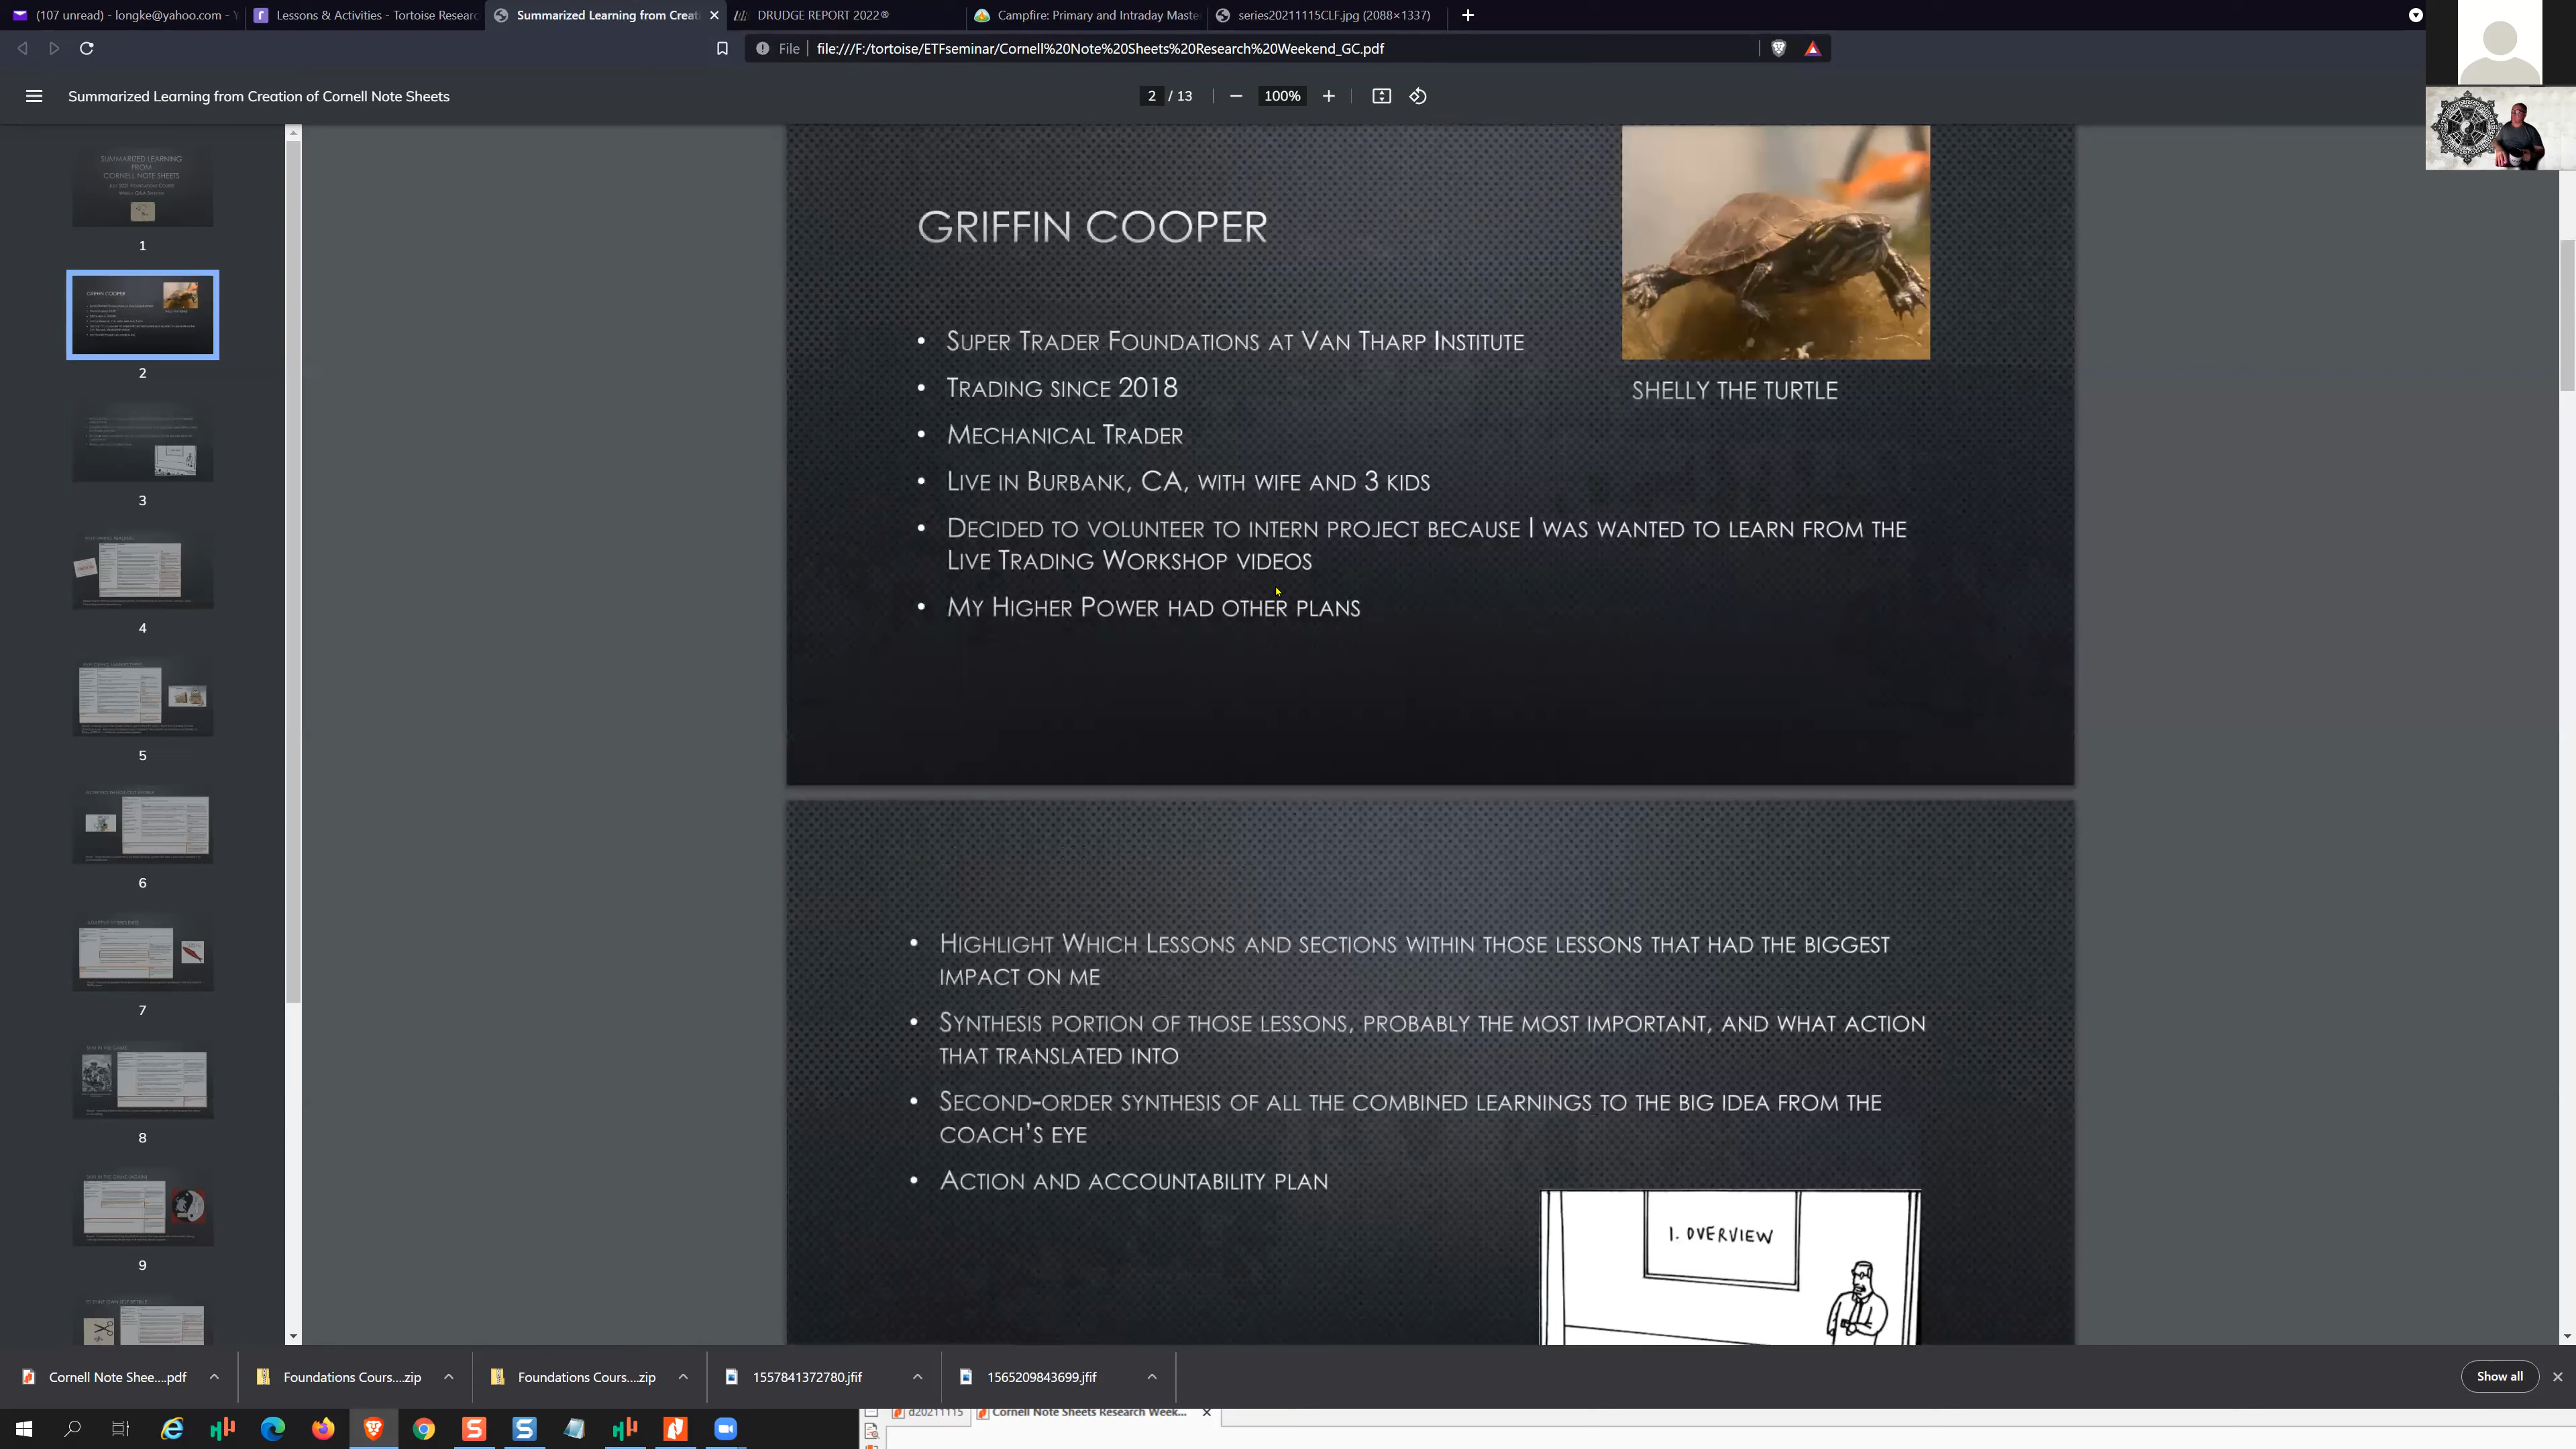 (107 unread) - longke@yahoo.com - Y
Lessons & Activities - Tortoise Researc
Summarized Learning from Creat
DRUDGE REPORT 2022®
Campfire: Primary and Intraday Maste
series20211115CLF.jpg (2088×1337)
File
file:///F:/tortoise/ETFseminar/Cornell%20Note%20Sheets%20Research%20Weekend_GC.pdf
Summarized Learning from Creation of Cornell Note Sheets
2 / 13
100%
SUMMARIZED LEARNING
FROM
CORNELL NOTE SHEETS
1
2
3
4
5
6
7
8
9
GRIFFIN COOPER
SHELLY THE TURTLE
• SUPER TRADER FOUNDATIONS AT VAN THARP INSTITUTE
• TRADING SINCE 2018
• MECHANICAL TRADER
• LIVE IN BURBANK, CA, WITH WIFE AND 3 KIDS
• DECIDED TO VOLUNTEER TO INTERN PROJECT BECAUSE I WAS WANTED TO LEARN FROM THE
LIVE TRADING WORKSHOP VIDEOS
• MY HIGHER POWER HAD OTHER PLANS
• HIGHLIGHT WHICH LESSONS AND SECTIONS WITHIN THOSE LESSONS THAT HAD THE BIGGEST
IMPACT ON ME
• SYNTHESIS PORTION OF THOSE LESSONS, PROBABLY THE MOST IMPORTANT, AND WHAT ACTION
THAT TRANSLATED INTO
• SECOND-ORDER SYNTHESIS OF ALL THE COMBINED LEARNINGS TO THE BIG IDEA FROM THE
COACH'S EYE
• ACTION AND ACCOUNTABILITY PLAN
1. OVERVIEW
Cornell Note Shee....pdf
Foundations Cours....zip
Foundations Cours....zip
1557841372780.jfif
1565209843699.jfif
Show all
d20211115
Cornell Note Sheets Research Week...